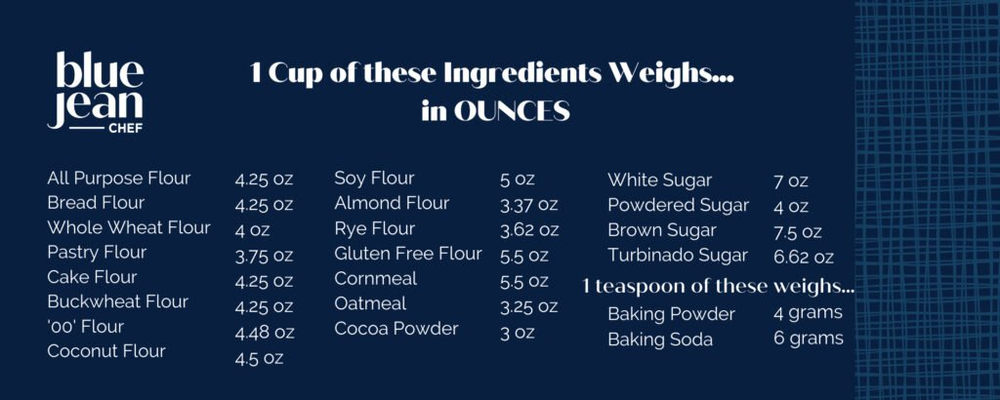 blue
jean
CHEF
1 Cup of these Ingredients Weighs...
in OUNCES
All Purpose Flour 4.25 oz
Bread Flour 4.25 oz
Whole Wheat Flour 4 oz
Pastry Flour 3.75 oz
Cake Flour 4.25 oz
Buckwheat Flour 4.25 oz
'00' Flour 4.48 oz
Coconut Flour 4.5 oz
Soy Flour 5 oz
Almond Flour 3.37 oz
Rye Flour 3.62 oz
Gluten Free Flour 5.5 oz
Cornmeal 5.5 oz
Oatmeal 3.25 oz
Cocoa Powder 3 oz
White Sugar 7 oz
Powdered Sugar 4 oz
Brown Sugar 7.5 oz
Turbinado Sugar 6.62 oz
1 teaspoon of these weighs...
Baking Powder 4 grams
Baking Soda 6 grams